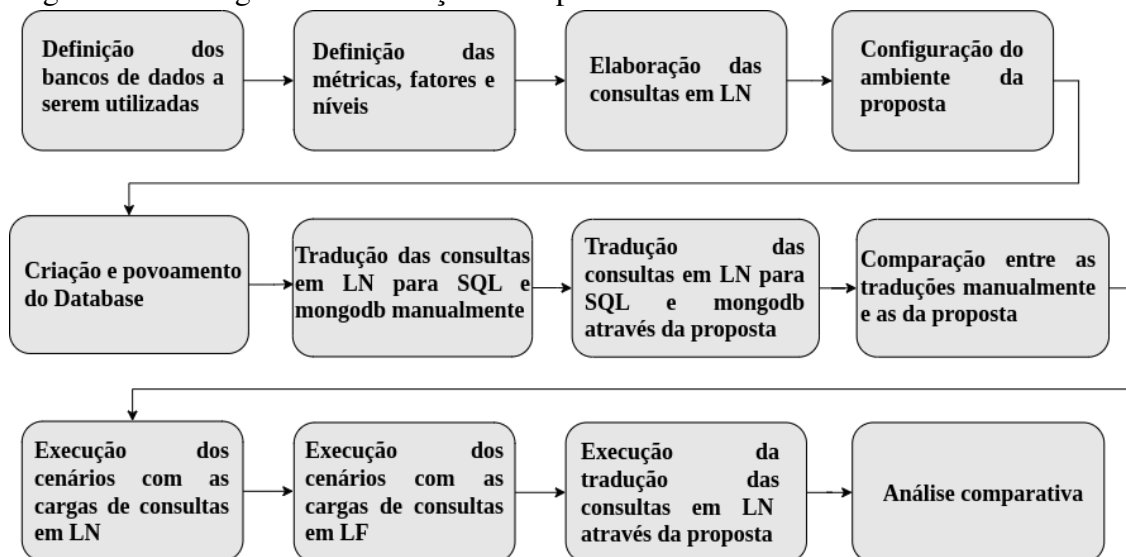 Definição dos
bancos de dados a
serem utilizadas
Definição das
métricas, fatores e
níveis
Elaboração das
consultas em LN
Configuração do
ambiente da
proposta
Criação e povoamento
do Database
Tradução das consultas
em LN para SQL e
mongodb manualmente
Tradução das
consultas em LN para
SQL e mongodb
através da proposta
Comparação entre as
traduções manualmente
e as da proposta
Execução dos
cenários com as
cargas de consultas
em LN
Execução dos
cenários com as
cargas de consultas
em LF
Execução da
tradução das
consultas em LN
através da proposta
Análise comparativa